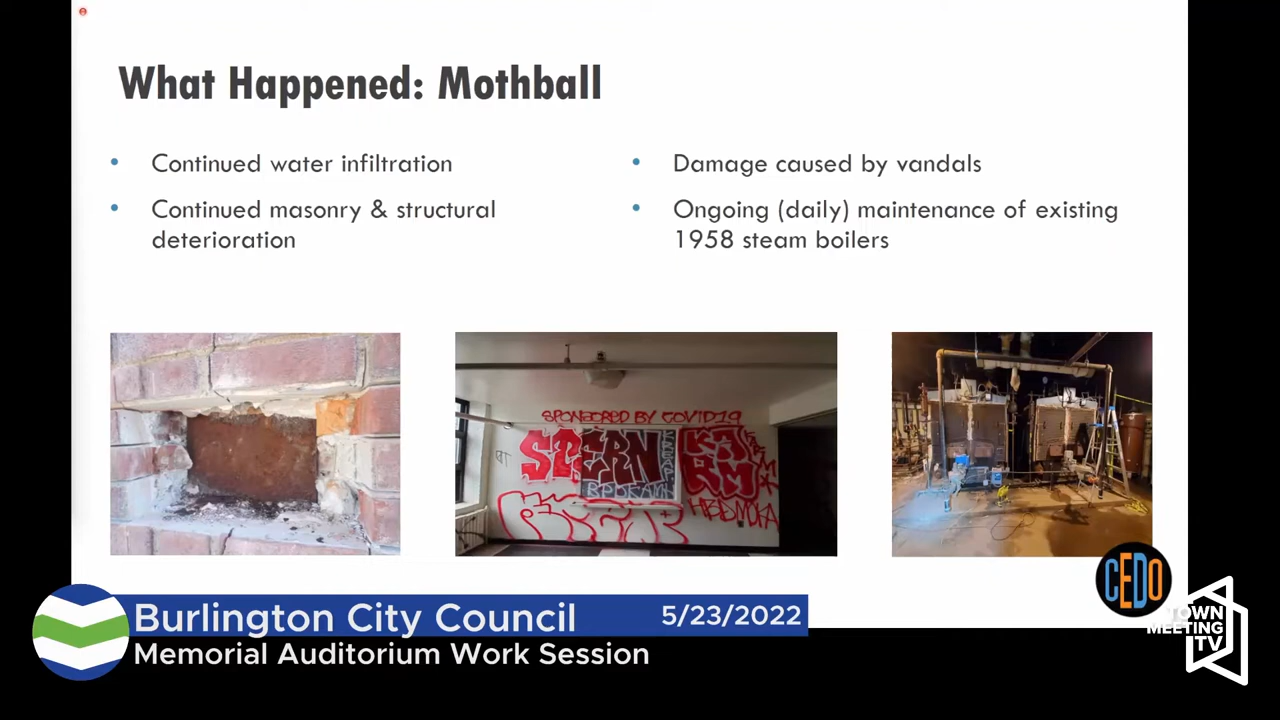 What Happened: Mothball
Continued water infiltration
Continued masonry & structural
deterioration
Damage caused by vandals
Ongoing (daily) maintenance of existing
1958 steam boilers
SPONSORED BY COVID19
STERN
CEDO
Burlington City Council
5/23/2022
Memorial Auditorium Work Session
TOWN
MEETING
TV